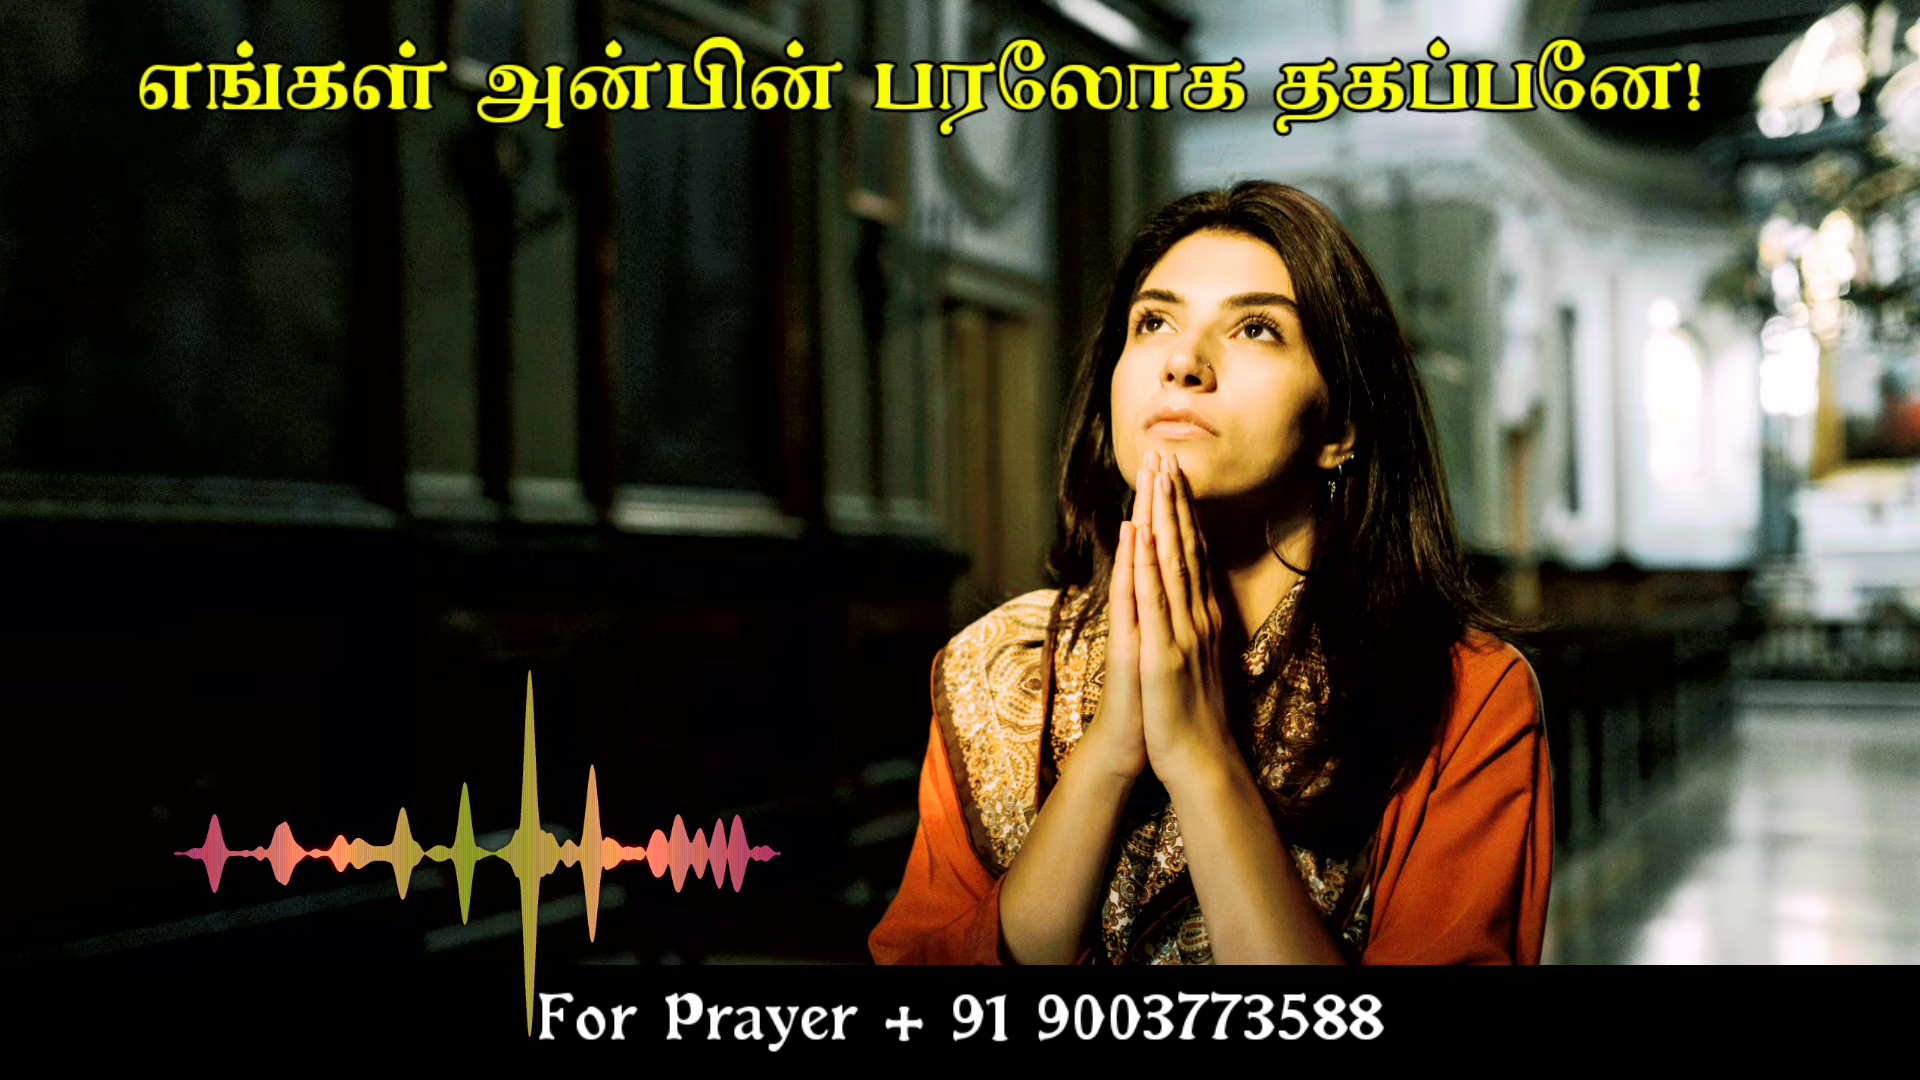 எங்கள் அன்பின் பரலோக தகப்பனே!
For Prayer + 91 9003773588